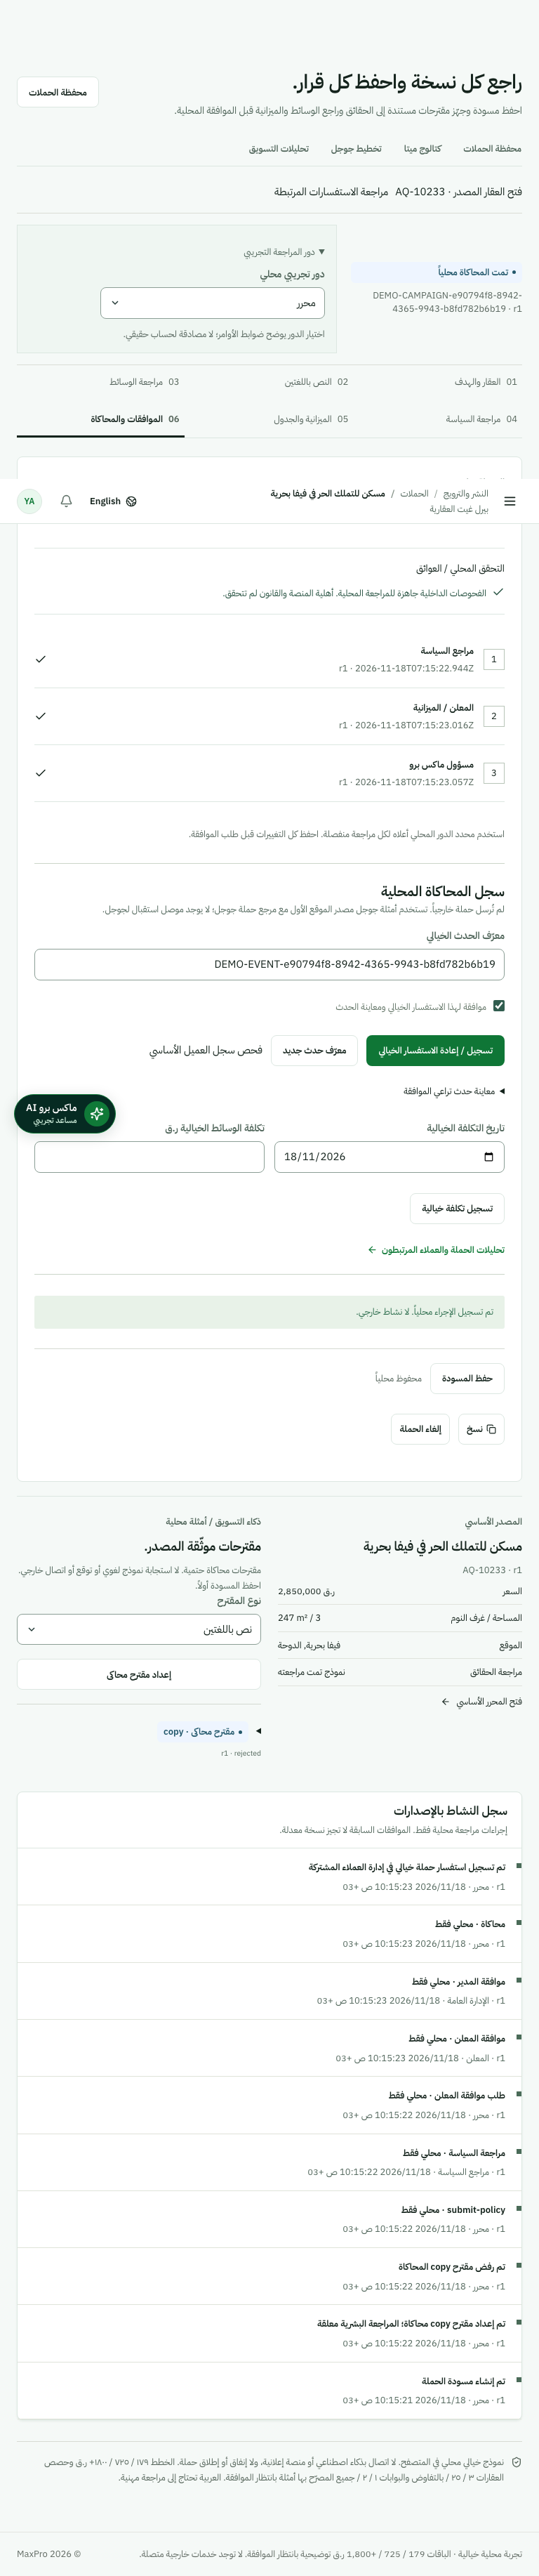 راجع كل نسخة واحفظ كل قرار.
احفظ مسودة وجهّز مقترحات مستندة إلى الحقائق وراجع الوسائط والميزانية قبل الموافقة المحلية.
محفظة الحملات
محفظة الحملات
كتالوج ميتا
تخطيط جوجل
تحليلات التسويق
فتح العقار المصدر · AQ-10233
مراجعة الاستفسارات المرتبطة
تمت المحاكاة محلياً
DEMO-CAMPAIGN-e90794f8-8942-
4365-9943-b8fd782b6b19 · r1
دور المراجعة التجريبي
دور تجريبي محلي
محرر
اختيار الدور يوضح ضوابط الأوامر؛ لا مصادقة لحساب حقيقي.
01 العقار والهدف
02 النص باللغتين
03 مراجعة الوسائط
04 مراجعة السياسة
05 الميزانية والجدول
06 الموافقات والمحاكاة
النشر والترويج / الحملات / مسكن للتملك الحر في فيفا بحرية
بيرل غيت العقارية
English
YA
التحقق المحلي / العوائق
الفحوصات الداخلية جاهزة للمراجعة المحلية. أهلية المنصة والقانون لم تتحقق.
1
مراجع السياسة
r1 · 2026-11-18T07:15:22.944Z
2
المعلن / الميزانية
r1 · 2026-11-18T07:15:23.016Z
3
مسؤول ماكس برو
r1 · 2026-11-18T07:15:23.057Z
استخدم محدد الدور المحلي أعلاه لكل مراجعة منفصلة. احفظ كل التغييرات قبل طلب الموافقة.
سجل المحاكاة المحلية
لم تُرسل حملة خارجياً. تستخدم أمثلة جوجل مصدر الموقع الأول مع مرجع حملة جوجل؛ لا يوجد موصل استقبال لجوجل.
معرّف الحدث الخيالي
DEMO-EVENT-e90794f8-8942-4365-9943-b8fd782b6b19
موافقة لهذا الاستفسار الخيالي ومعاينة الحدث
تسجيل / إعادة الاستفسار الخيالي
معرّف حدث جديد
فحص سجل العميل الأساسي
معاينة حدث تراعي الموافقة
ماكس برو AI
مساعد تجريبي
تاريخ التكلفة الخيالية
18/11/2026
تكلفة الوسائط الخيالية ر.ق
تسجيل تكلفة خيالية
تحليلات الحملة والعملاء المرتبطون
تم تسجيل الإجراء محلياً. لا نشاط خارجي.
حفظ المسودة
محفوظ محلياً
نسخ
إلغاء الحملة
المصدر الأساسي
مسكن للتملك الحر في فيفا بحرية
AQ-10233 · r1
السعر
2,850,000 ر.ق
المساحة / غرف النوم
247 m² / 3
الموقع
فيفا بحرية, الدوحة
مراجعة الحقائق
نموذج تمت مراجعته
فتح المحرر الأساسي
ذكاء التسويق / أمثلة محلية
مقترحات موثّقة المصدر.
مقترحات محاكاة حتمية. لا استجابة نموذج لغوي أو توقع أو اتصال خارجي.
احفظ المسودة أولاً.
نوع المقترح
نص باللغتين
إعداد مقترح محاكى
مقترح محاكى · copy
r1 · rejected
سجل النشاط بالإصدارات
إجراءات مراجعة محلية فقط. الموافقات السابقة لا تجيز نسخة معدلة.
تم تسجيل استفسار حملة خيالي في إدارة العملاء المشتركة
r1 · محرر · 2026/11/18 10:15:23 ص +03
محاكاة · محلي فقط
r1 · محرر · 2026/11/18 10:15:23 ص +03
موافقة المدير · محلي فقط
r1 · الإدارة العامة · 2026/11/18 10:15:23 ص +03
موافقة المعلن · محلي فقط
r1 · المعلن · 2026/11/18 10:15:23 ص +03
طلب موافقة المعلن · محلي فقط
r1 · محرر · 2026/11/18 10:15:22 ص +03
مراجعة السياسة · محلي فقط
r1 · مراجع السياسة · 2026/11/18 10:15:22 ص +03
submit-policy · محلي فقط
r1 · محرر · 2026/11/18 10:15:22 ص +03
تم رفض مقترح copy المحاكاة
r1 · محرر · 2026/11/18 10:15:22 ص +03
تم إعداد مقترح copy محاكاة؛ المراجعة البشرية معلقة
r1 · محرر · 2026/11/18 10:15:22 ص +03
تم إنشاء مسودة الحملة
r1 · محرر · 2026/11/18 10:15:21 ص +03
نموذج خيالي محلي في المتصفح. لا اتصال بذكاء اصطناعي أو منصة إعلانية، ولا إنفاق أو إطلاق حملة. الخطط ١٧٩ / ٧٢٥ / ١٨٠٠+ ر.ق وحصص
العقارات ٣ / ٢٥ / بالتفاوض والبوابات ١ / ٢ / جميع المصرّح بها أمثلة بانتظار الموافقة. العربية تحتاج إلى مراجعة مهنية.
تجربة محلية خيالية · الباقات 179 / 725 / +1,800 ر.ق توضيحية بانتظار الموافقة. لا توجد خدمات خارجية متصلة.
© 2026 MaxPro